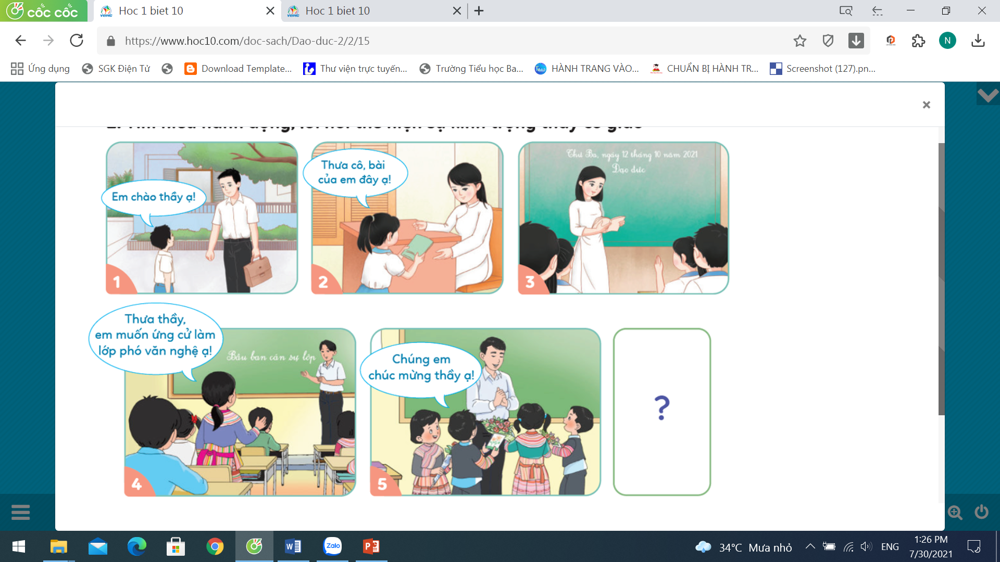 cốc cốc
Hoc 1 biet 10
Hoc 1 biet 10
https://www.hoc10.com/doc-sach/Dao-duc-2/2/15
N
Ứng dụng
SGK Điện Tử
Download Template...
Thư viện trực tuyến...
Trường Tiểu học Ba...
HÀNH TRANG VÀO...
CHUẨN BỊ HÀNH TR...
Screenshot (127).pn...
Em chào thầy ạ!
1
Thưa cô, bài
của em đây ạ!
2
Thứ Ba, ngày 12 tháng 10 năm 2021
Đạo đức
3
Thưa thầy,
em muốn ứng cử làm
lớp phó văn nghệ ạ!
Bầu ban cán sự lớp
4
Chúng em
chúc mừng thầy ạ!
5
?
Zalo
34°C Mưa nhỏ
ENG
1:26 PM
7/30/2021